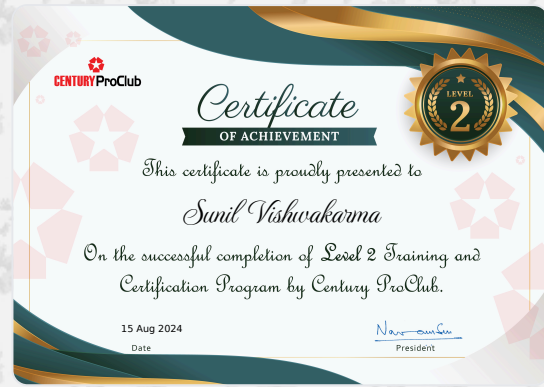 CENTURY ProClub
LEVEL
2
Certificate
OF ACHIEVEMENT
This certificate is proudly presented to
Sunil Vishwakarma
On the successful completion of Level 2 Training and
Certification Program by Century ProClub.
15 Aug 2024
Date
President